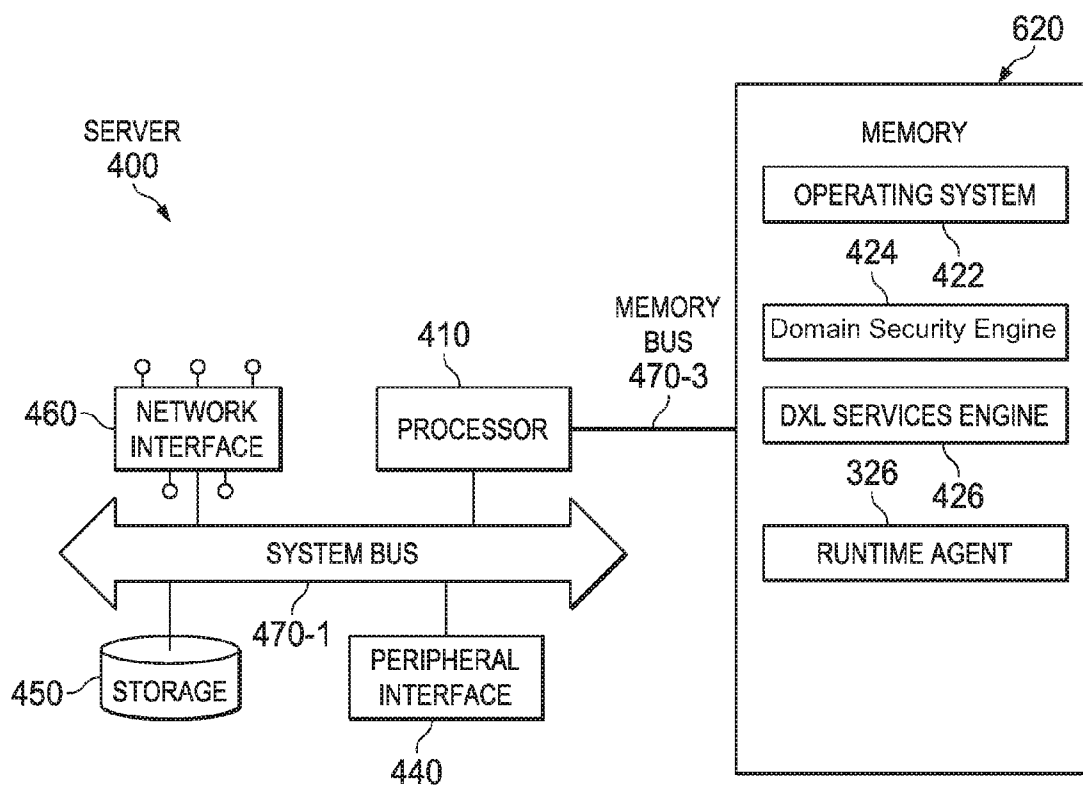 620
SERVER
400
MEMORY
OPERATING SYSTEM
424
422
MEMORY
BUS
470-3
Domain Security Engine
410
460
NETWORK
INTERFACE
PROCESSOR
DXL SERVICES ENGINE
326
426
SYSTEM BUS
RUNTIME AGENT
470-1
450
STORAGE
PERIPHERAL
INTERFACE
440